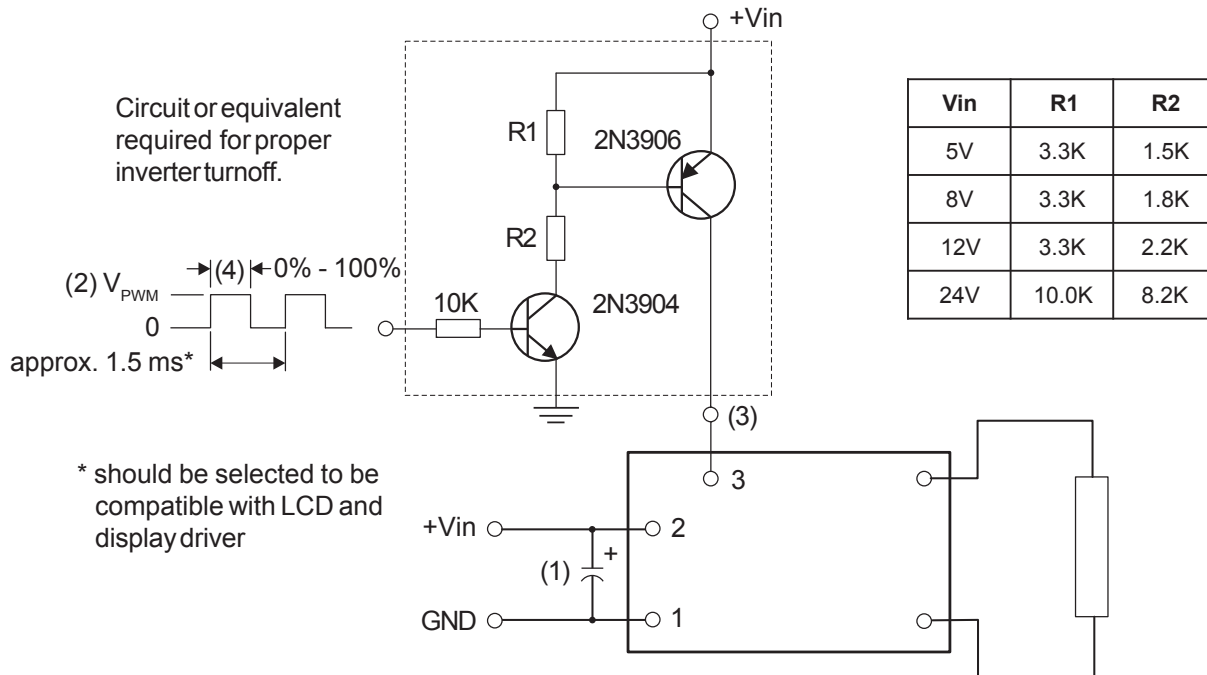 +Vin
Circuit or equivalent
required for proper
inverter turnoff.
R1
2N3906
R2
(2) VPWM
(4)
0% - 100%
0
10K
2N3904
approx. 1.5 ms*
(3)
* should be selected to be
compatible with LCD and
display driver
3
+Vin
2
(1)
+
GND
1
Vin R1 R2
5V 3.3K 1.5K
8V 3.3K 1.8K
12V 3.3K 2.2K
24V 10.0K 8.2K